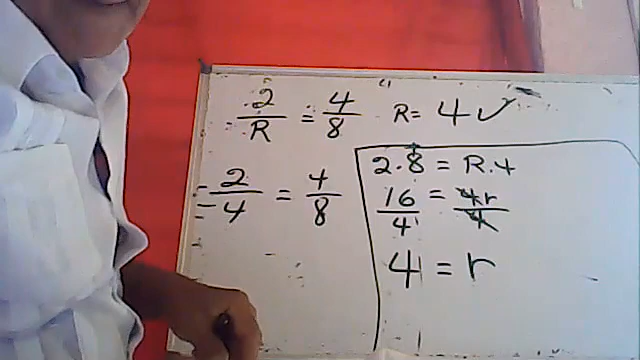 2/R = 4/8 R= 4 ✓
2/4 = 4/8
2.8 = R.4
16/4 = 4r/4
4 = r